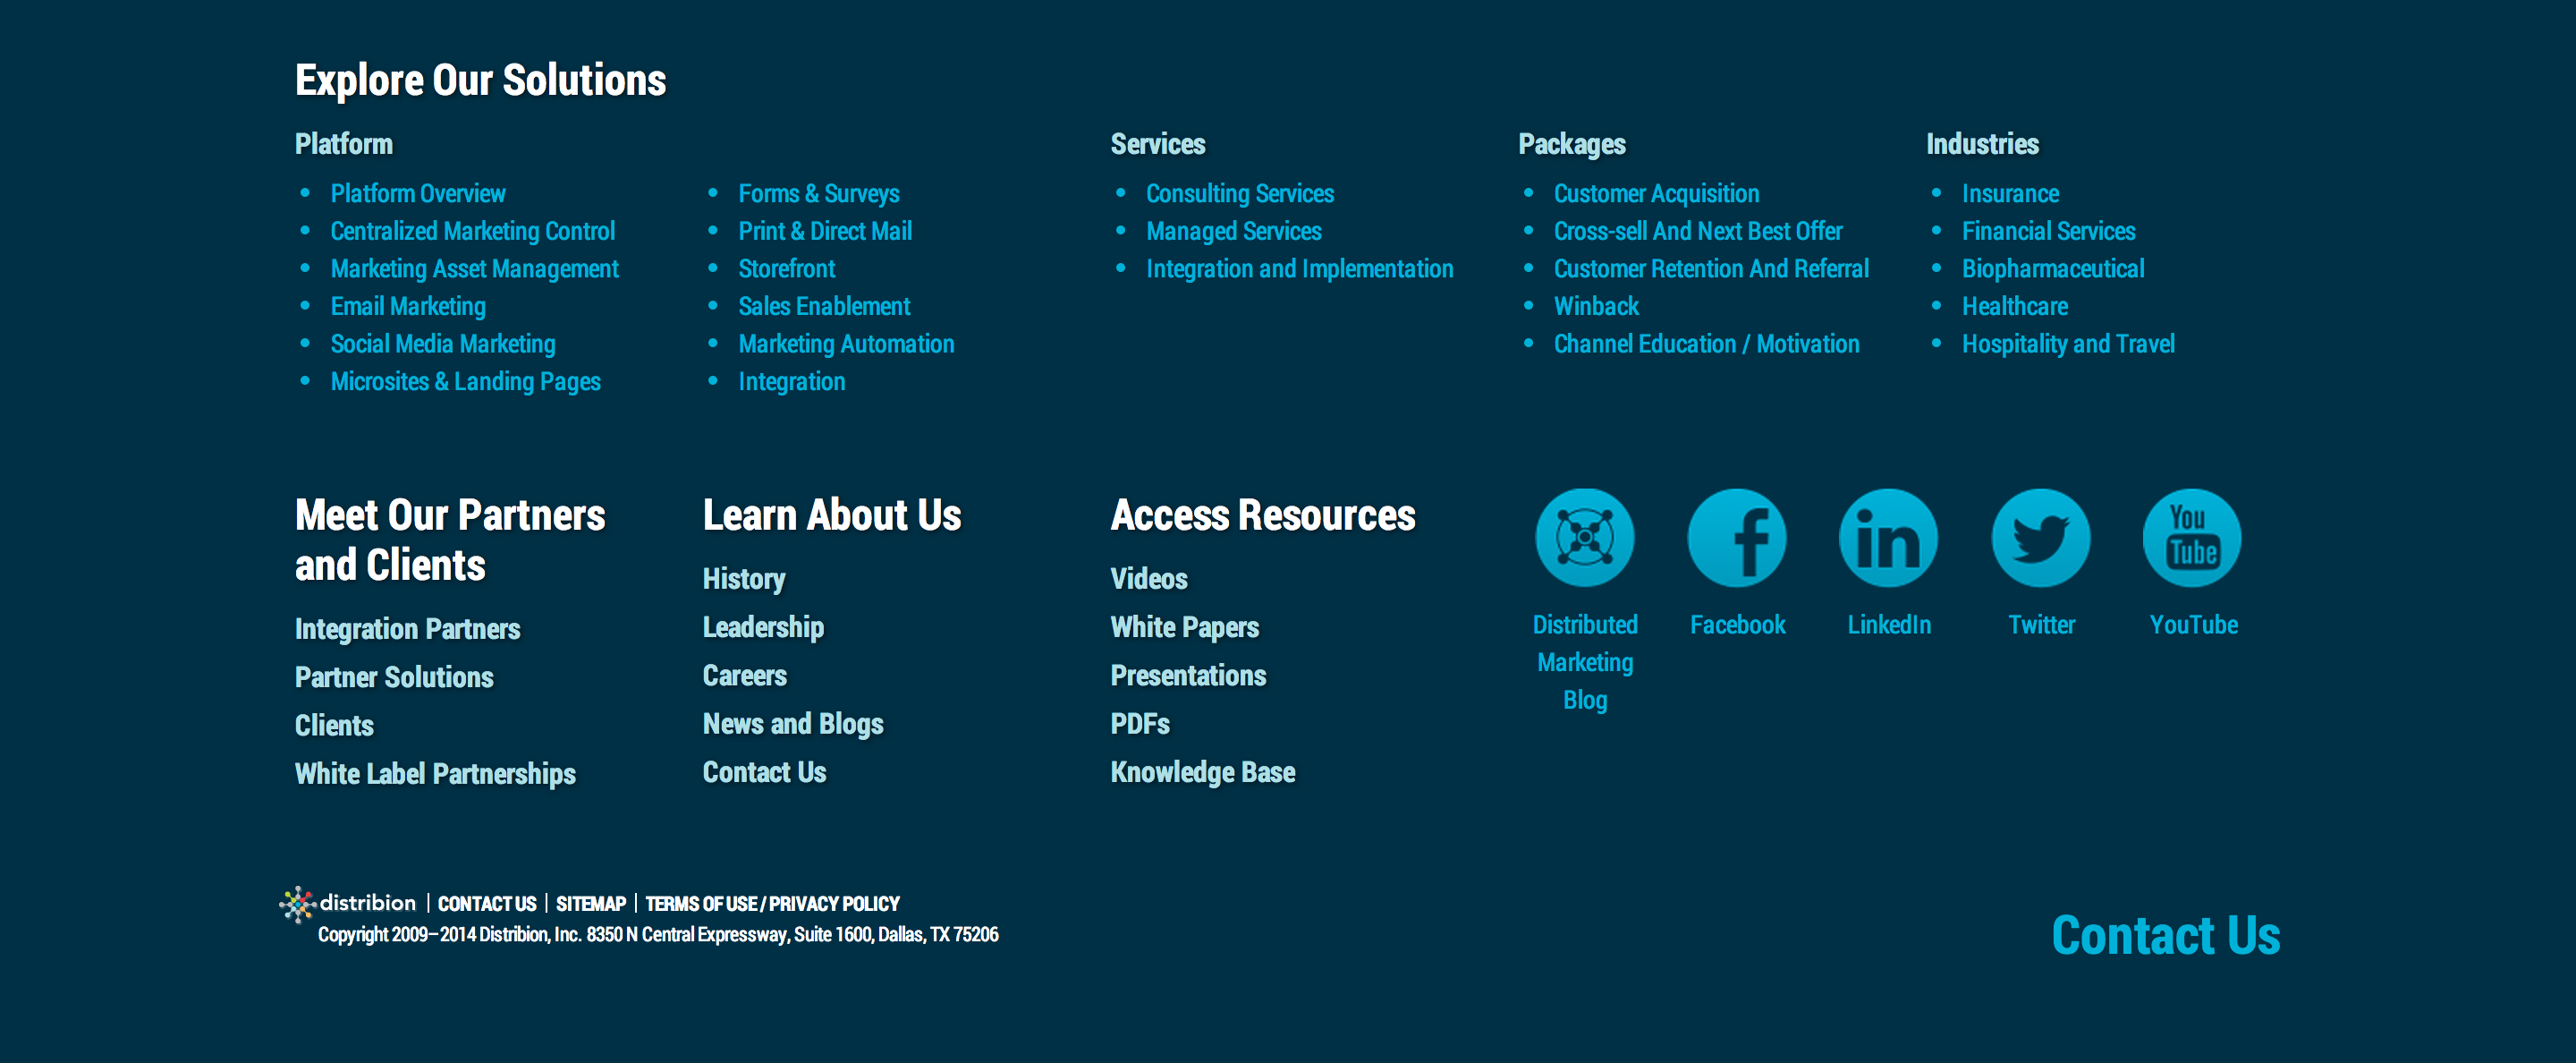 Explore Our Solutions
Platform
Platform Overview
Centralized Marketing Control
Marketing Asset Management
Email Marketing
Social Media Marketing
Microsites & Landing Pages
Forms & Surveys
Print & Direct Mail
Storefront
Sales Enablement
Marketing Automation
Integration
Services
Consulting Services
Managed Services
Integration and Implementation
Packages
Customer Acquisition
Cross-sell And Next Best Offer
Customer Retention And Referral
Winback
Channel Education / Motivation
Industries
Insurance
Financial Services
Biopharmaceutical
Healthcare
Hospitality and Travel
Meet Our Partners
and Clients
Integration Partners
Partner Solutions
Clients
White Label Partnerships
Learn About Us
History
Leadership
Careers
News and Blogs
Contact Us
Access Resources
Videos
White Papers
Presentations
PDFs
Knowledge Base
Distributed
Marketing
Blog
f
Facebook
in
LinkedIn
Twitter
You
Tube
YouTube
distribion | CONTACT US | SITEMAP | TERMS OF USE / PRIVACY POLICY
Copyright 2009–2014 Distribion, Inc. 8350 N Central Expressway, Suite 1600, Dallas, TX 75206
Contact Us